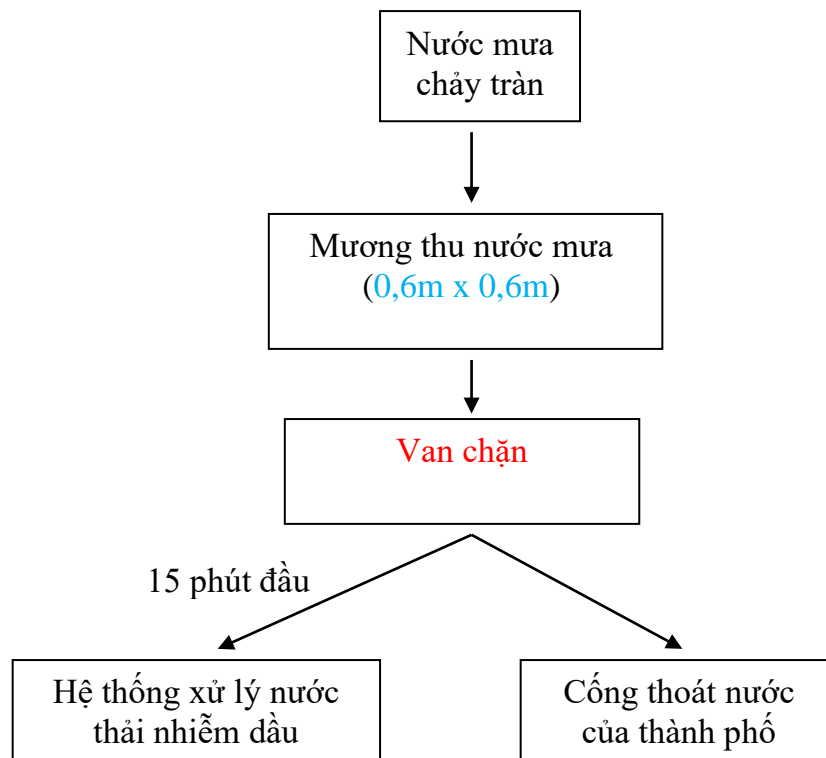 Nước mưa
chảy tràn
Mương thu nước mưa
(0,6m x 0,6m)
Van chặn
15 phút đầu
Hệ thống xử lý nước
thải nhiễm dầu
Cống thoát nước
của thành phố